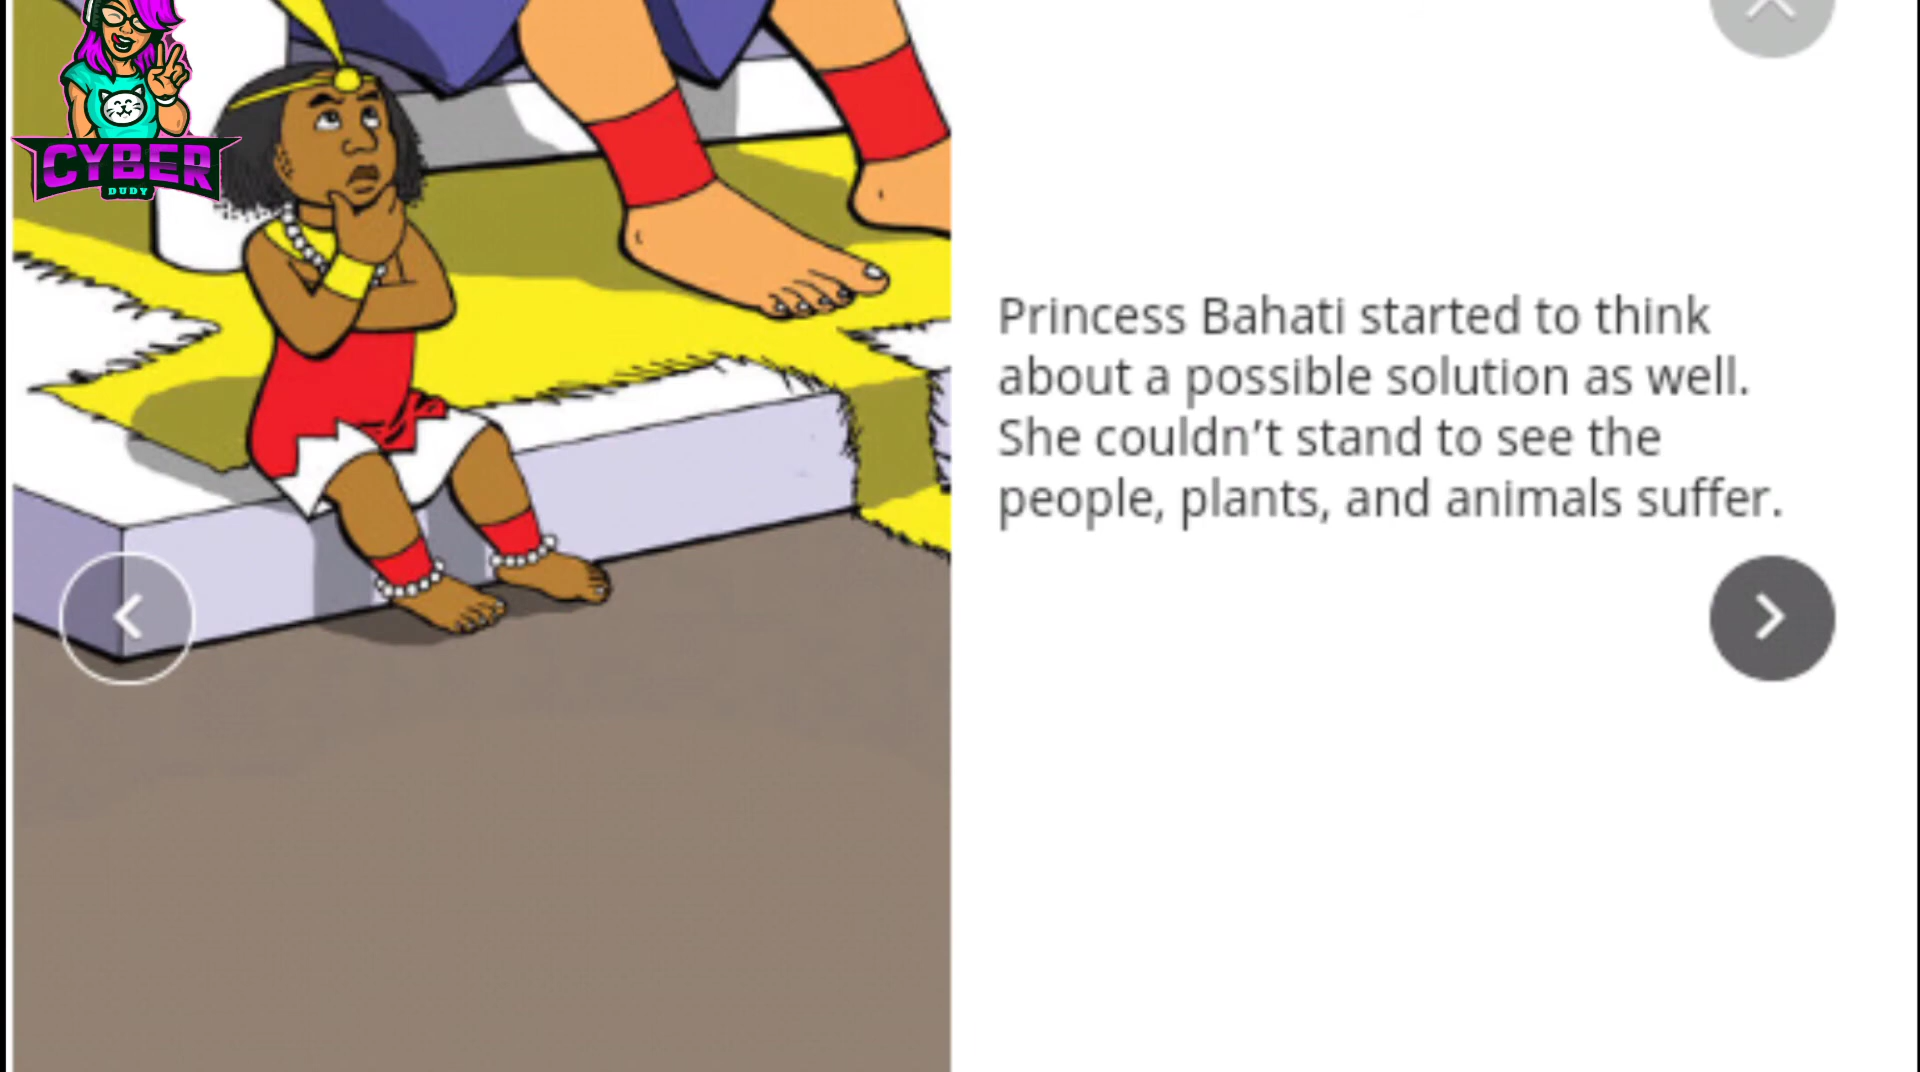 CYBER
DUDY
Princess Bahati started to think
about a possible solution as well.
She couldn’t stand to see the
people, plants, and animals suffer.